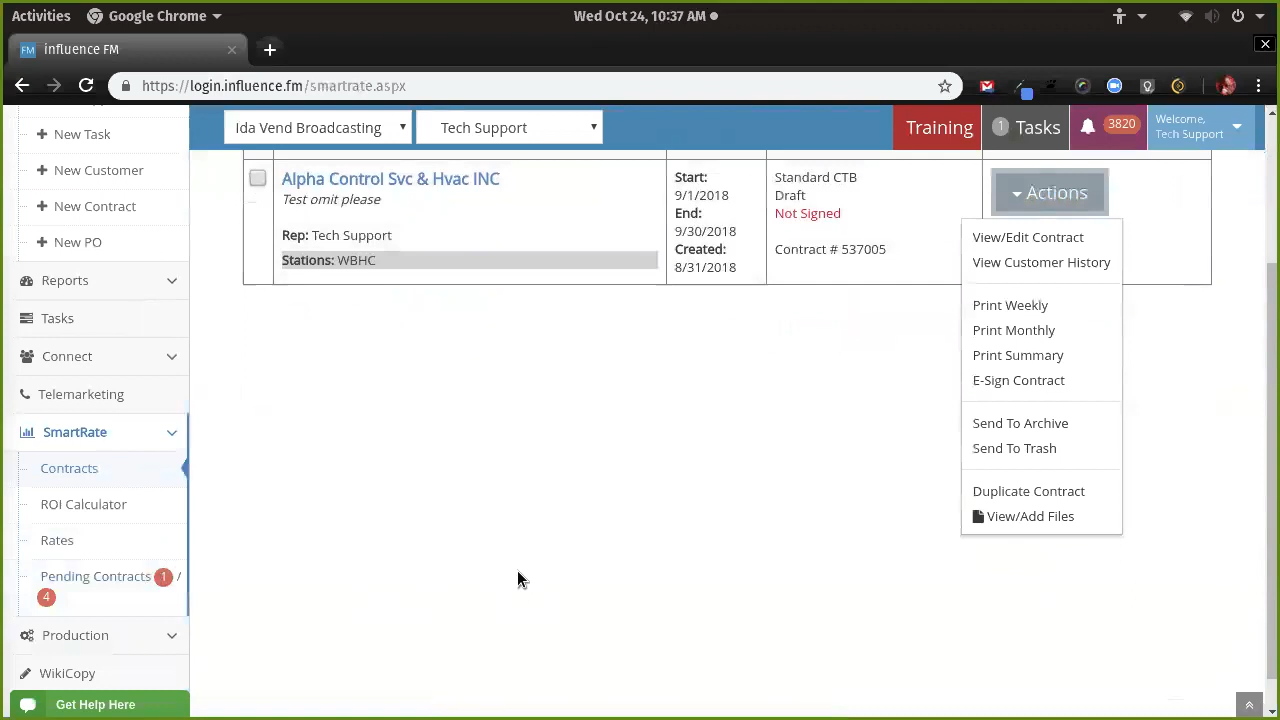 Activities
Google Chrome
Wed Oct 24, 10:37 AM
FM influence FM
https://login.influence.fm/smartrate.aspx
Ida Vend Broadcasting
Tech Support
Training
1 Tasks
3820
Welcome,
Tech Support
New Task
New Customer
New Contract
New PO
Reports
Tasks
Connect
Telemarketing
SmartRate
Contracts
ROI Calculator
Rates
Pending Contracts 1 /
4
Production
WikiCopy
Get Help Here
Alpha Control Svc & Hvac INC
Test omit please
Rep: Tech Support
Stations: WBHC
Start:
9/1/2018
End:
9/30/2018
Created:
8/31/2018
Standard CTB
Draft
Not Signed
Contract # 537005
Actions
View/Edit Contract
View Customer History
Print Weekly
Print Monthly
Print Summary
E-Sign Contract
Send To Archive
Send To Trash
Duplicate Contract
View/Add Files